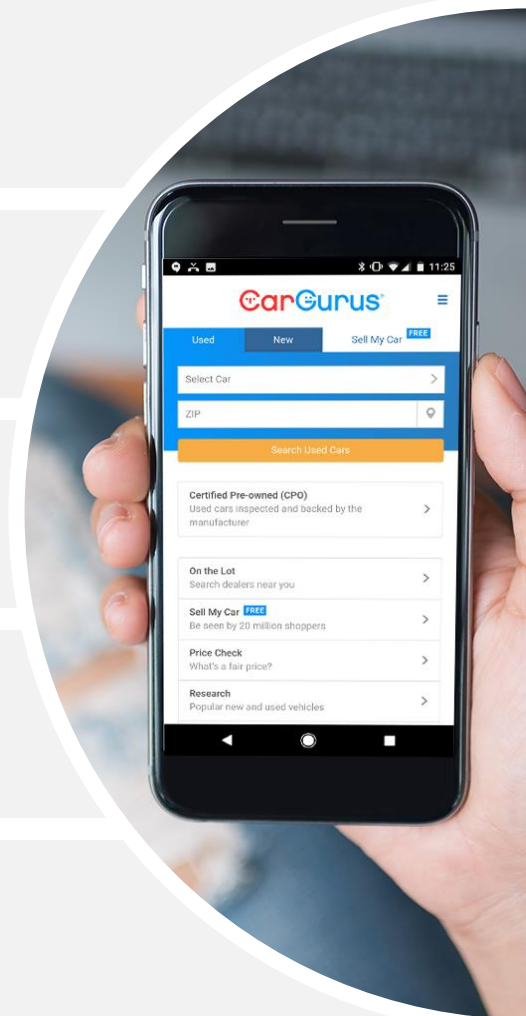 11:25
CarGurus
Used New Sell My Car FREE
Select Car
ZIP
Search Used Cars
Certified Pre-owned (CPO)
Used cars inspected and backed by the
manufacturer
On the Lot
Search dealers near you
Sell My Car FREE
Be seen by 20 million shoppers
Price Check
What's a fair price?
Research
Popular new and used vehicles